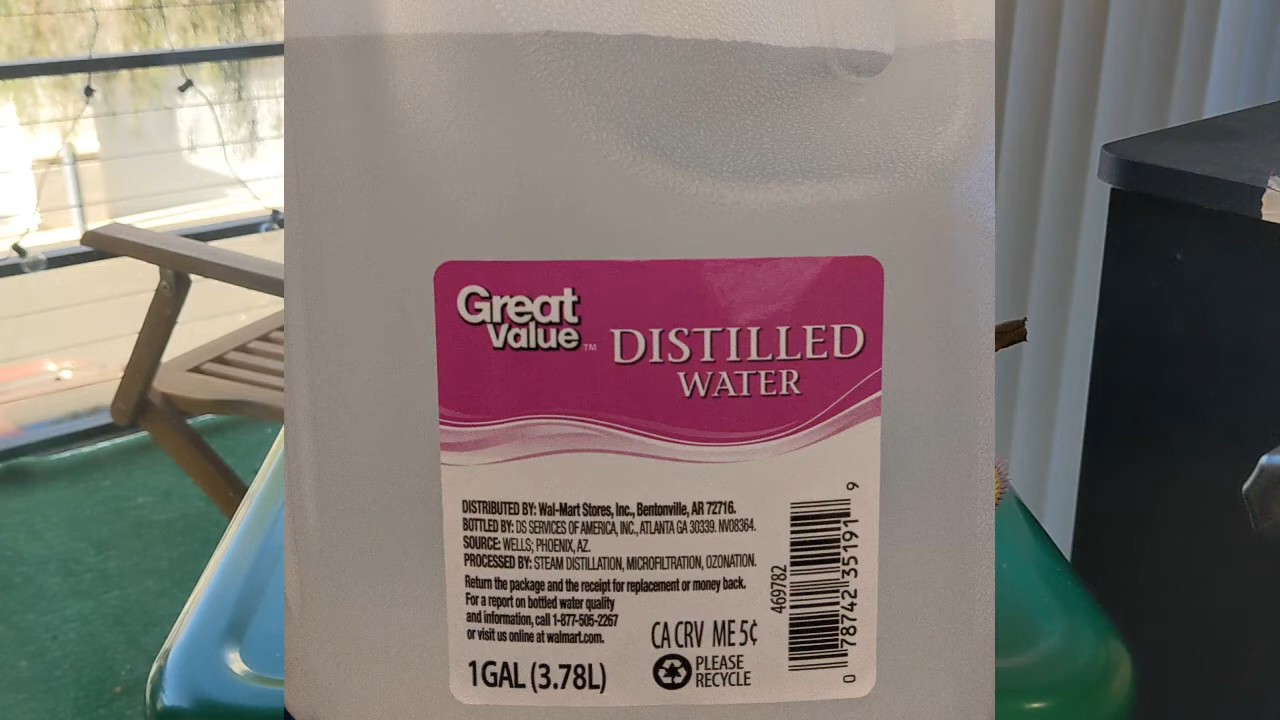 Great
Value™
DISTILLED
WATER
DISTRIBUTED BY: Wal-Mart Stores, Inc., Bentonville, AR 72716.
BOTTLED BY: DS SERVICES OF AMERICA, INC., ATLANTA GA 30339. NV08364.
SOURCE: WELLS; PHOENIX, AZ.
PROCESSED BY: STEAM DISTILLATION, MICROFILTRATION, OZONATION.
Return the package and the receipt for replacement or money back.
For a report on bottled water quality
and information, call 1-877-505-2267
or visit us online at walmart.com.
1 GAL (3.78L)
CA CRV ME 5¢
PLEASE
RECYCLE
469782
0 78742 35191 9